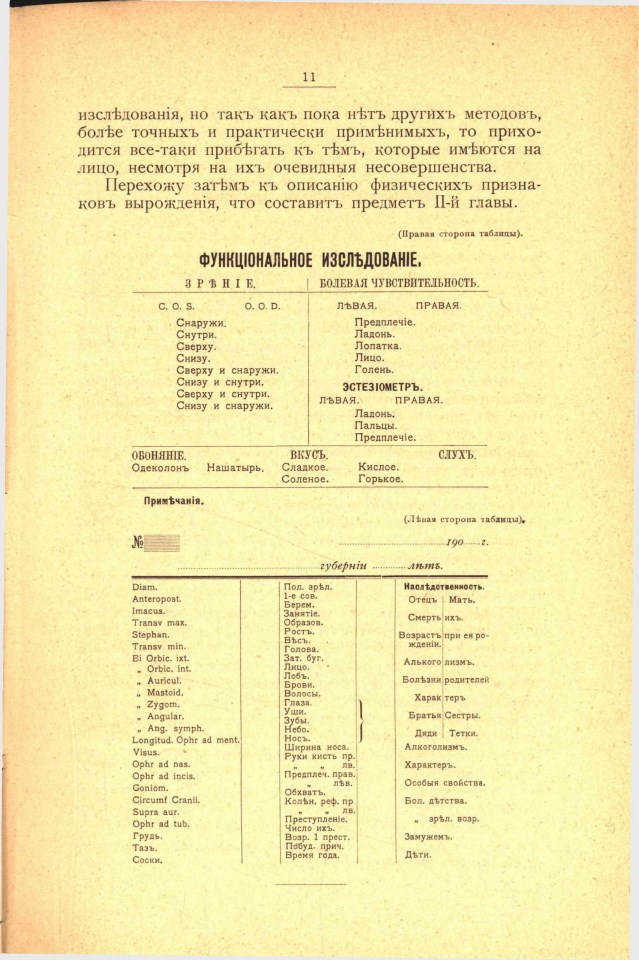 11
изслѣдованія, но такъ какъ пока нѣтъ другихъ методовъ,
болѣе точныхъ и практически примѣнимыхъ, то прихо-
дится все-таки прибѣгать къ тѣмъ, которые имѣются на
лицо, несмотря на ихъ очевидныя несовершенства.
Перехожу затѣмъ къ описанію физическихъ призна-
ковъ вырожденія, что составитъ предметъ II-й главы.
(Правая сторона таблицы).
ФУНКЦІОНАЛЬНОЕ ИЗСЛѢДОВАНІЕ.
ЗРѢНІЕ.
C. O. S. O. O. D.
Снаружи.
Снутри.
Сверху.
Снизу.
Сверху и снаружи.
Снизу и снутри.
Сверху и снутри.
Снизу и снаружи.
БОЛЕВАЯ ЧУВСТВИТЕЛЬНОСТЬ.
ЛѢВАЯ. ПРАВАЯ.
Предплечіе.
Ладонь.
Лопатка.
Лицо.
Голень.
ЭСТЕЗІОМЕТРЪ.
ЛѢВАЯ. ПРАВАЯ.
Ладонь.
Пальцы.
Предплечіе.
ОБОНЯНІЕ. ВКУСЪ. СЛУХЪ.
Одеколонъ Нашатырь. Сладкое. Кислое.
Соленое. Горькое.
Примѣчанія.
(Лѣвая сторона таблицы).
№ 190 г.
губерніи лѣтъ.
Diam.
Anteropost.
Imacus.
Transv max.
Stephan.
Transv min.
Bi Orbic. ixt.
„ Orbic. int.
„ Auricul.
„ Mastoid.
„ Zygom.
„ Angular.
„ Ang. symph.
Longitud. Ophr ad ment.
Visus.
Ophr ad nas.
Ophr ad incis.
Goniom.
Circumf Cranii.
Supra aur.
Ophr ad tub.
Грудь.
Тазъ.
Соски.
Пол. зрѣл.
1-е сов.
Берем.
Занятіе.
Образов.
Ростъ.
Вѣсъ.
Голова.
Зат. буг.
Лицо.
Лобъ.
Брови.
Волосы.
Глаза.
Уши.
Зубы.
Небо.
Носъ.
Ширина носа.
Руки кисть пр.
„ „ лв.
Предплеч. прав.
„ лѣв.
Обхватъ.
Колѣн. реф. пр
„ „ лв.
Преступленіе.
Число ихъ.
Возр. 1 прест.
Побуд. прич.
Время года.
Наслѣдственность.
Отецъ Мать.
Смерть ихъ.
Возрастъ при ея ро-
жденіи.
Алького лизмъ.
Болѣзни родителей
Харак теръ
Братья Сестры.
Дяди Тетки.
Алкоголизмъ.
Характеръ.
Особыя свойства.
Бол. дѣтства.
„ зрѣл. возр.
Замужемъ.
Дѣти.